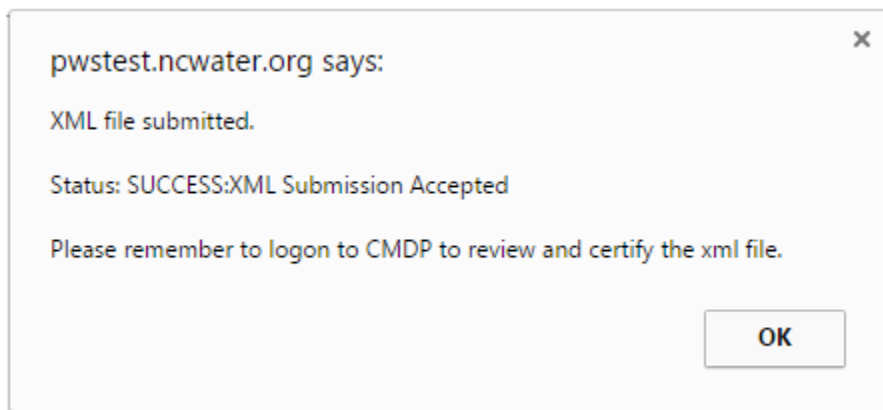 pwstest.ncwater.org says:
XML file submitted.
Status: SUCCESS:XML Submission Accepted
Please remember to logon to CMDP to review and certify the xml file.
OK